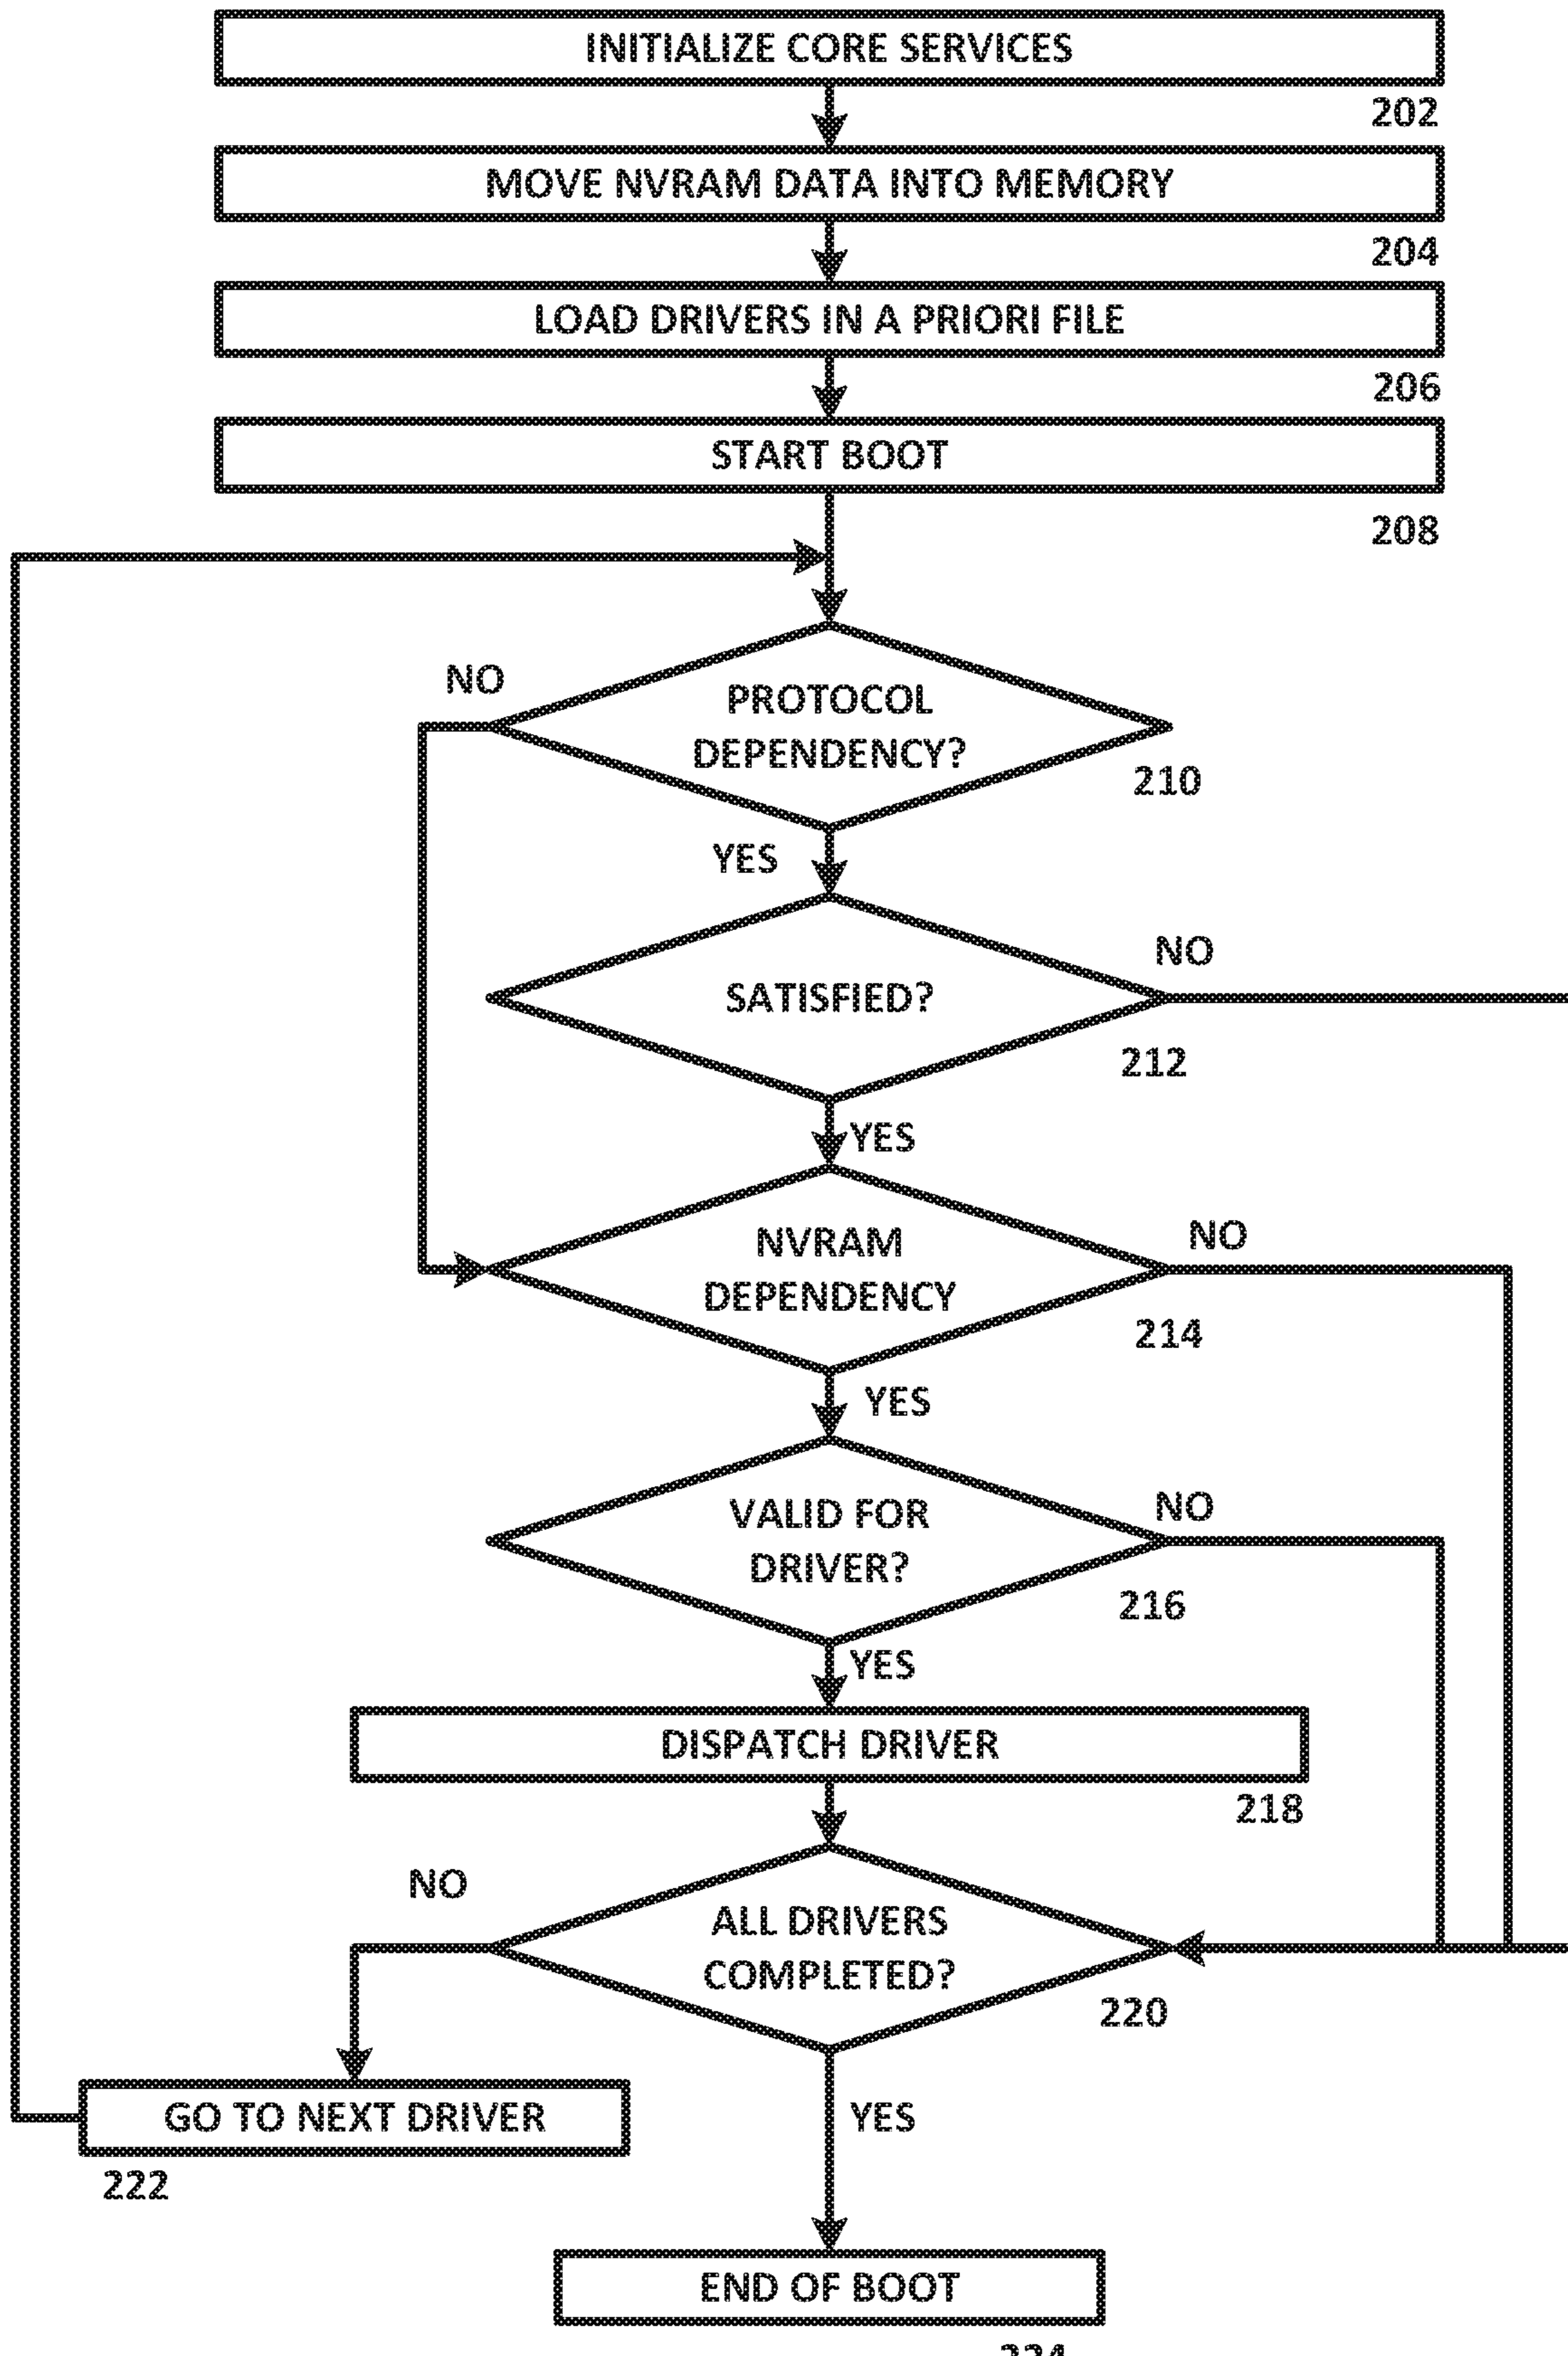 INITIALIZE CORE SERVICES
202
MOVE NVRAM DATA INTO MEMORY
204
LOAD DRIVERS IN A PRIORI FILE
206
START BOOT
208
NO
PROTOCOL
DEPENDENCY?
210
YES
NO
SATISFIED?
212
YES
NO
NVRAM
DEPENDENCY
214
YES
NO
VALID FOR
DRIVER?
216
YES
DISPATCH DRIVER
218
NO
ALL DRIVERS
COMPLETED?
220
GO TO NEXT DRIVER
YES
222
END OF BOOT